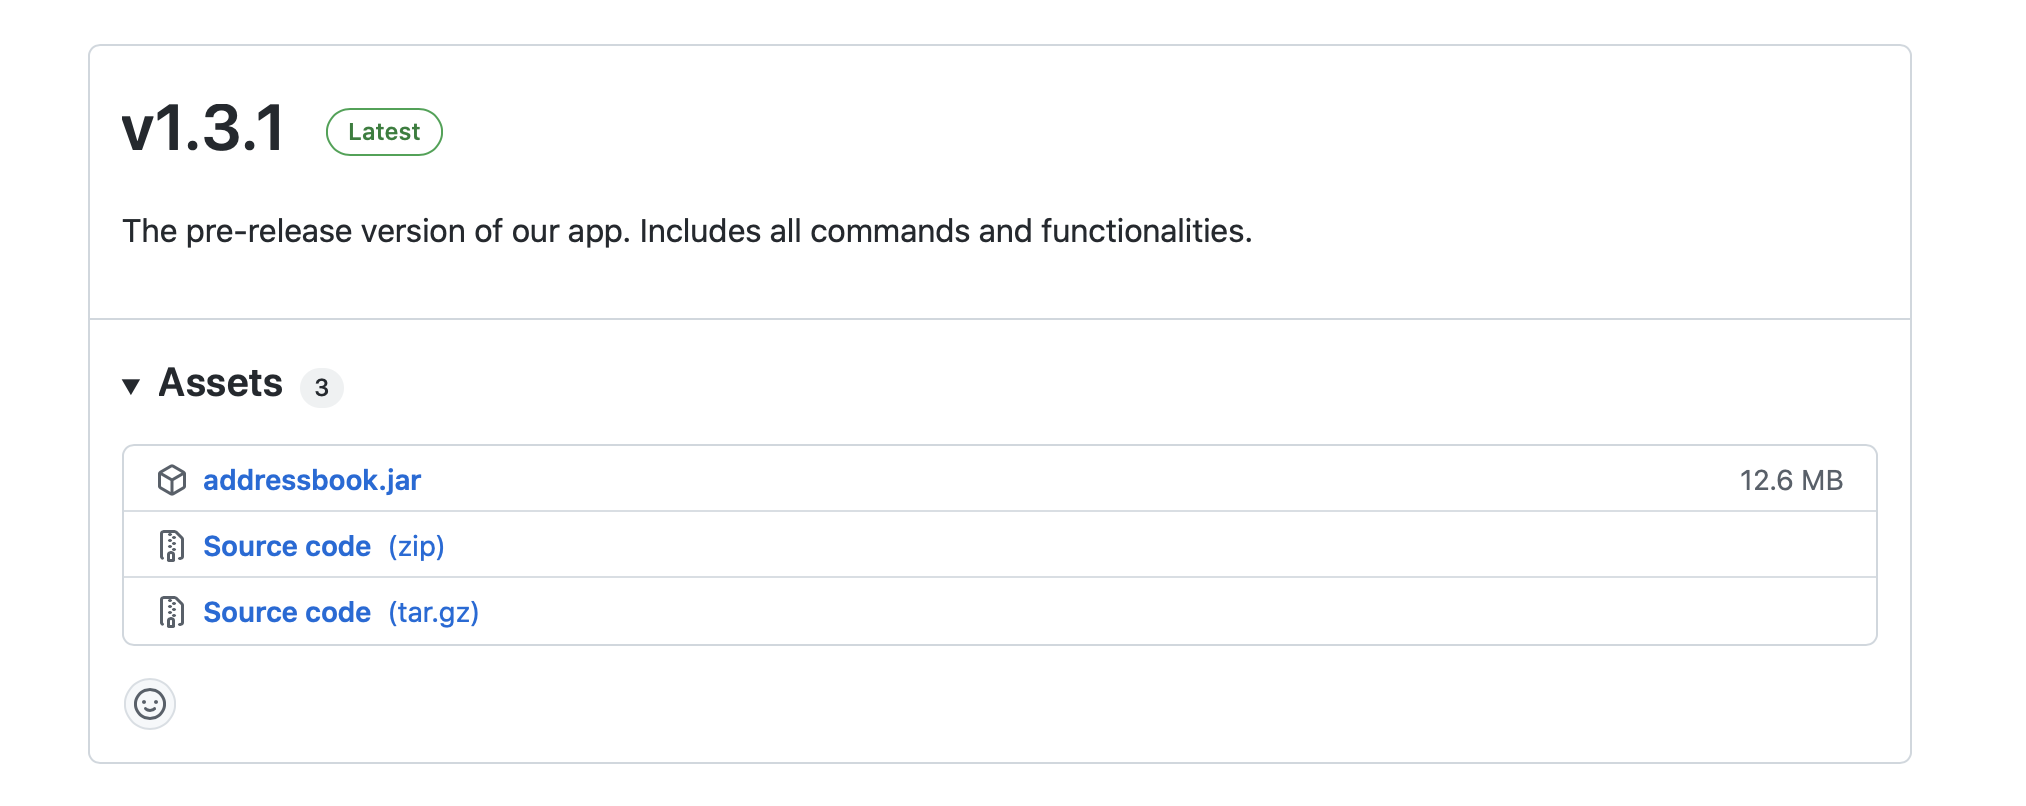 v1.3.1 Latest
The pre-release version of our app. Includes all commands and functionalities.
Assets 3
addressbook.jar 12.6 MB
Source code (zip)
Source code (tar.gz)